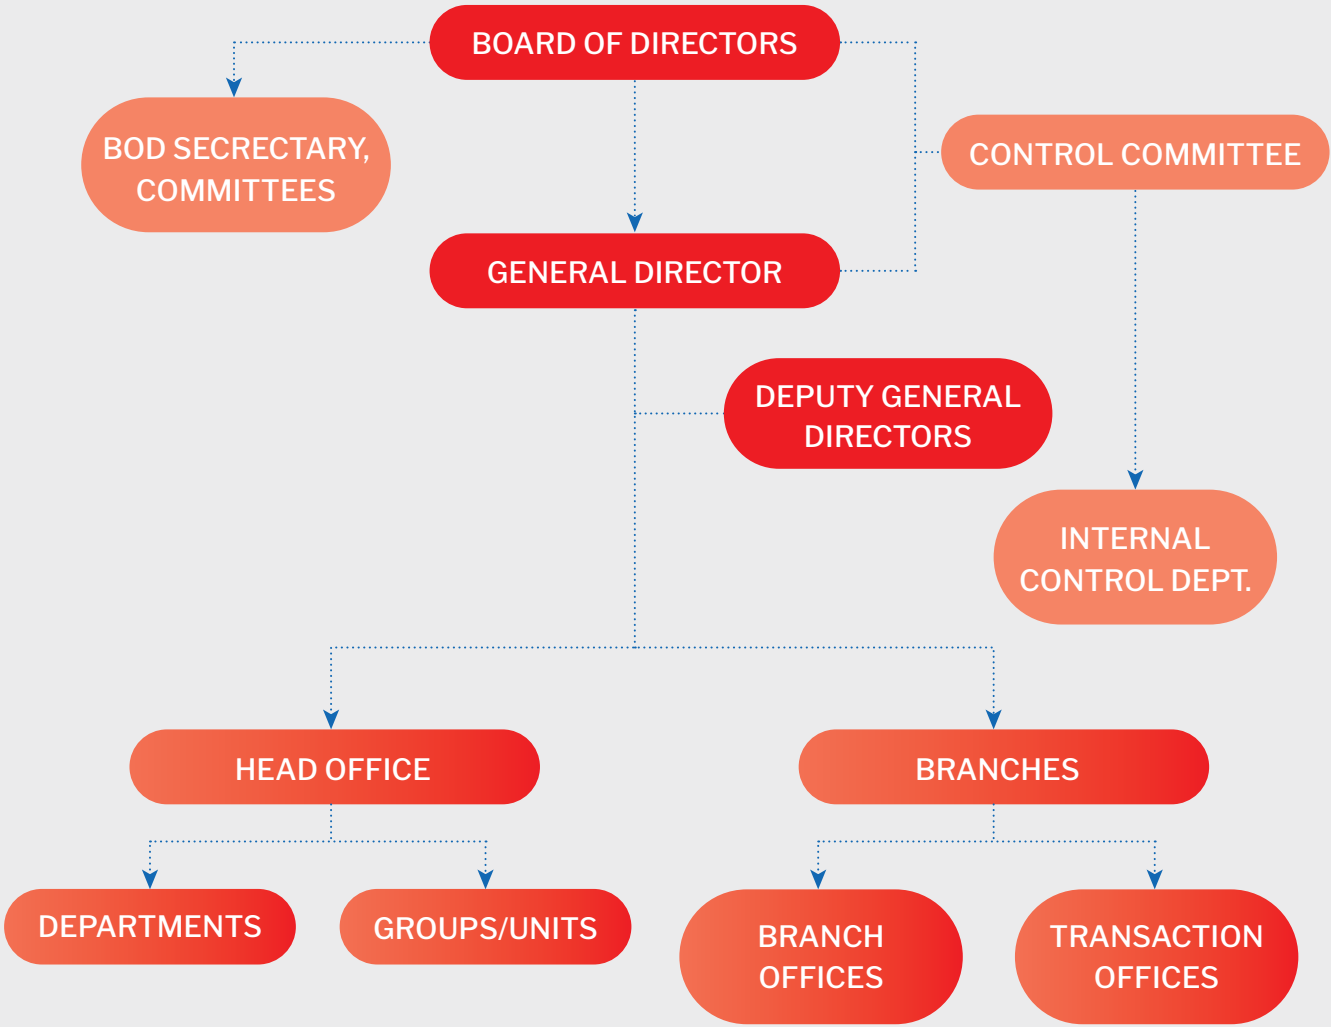 BOARD OF DIRECTORS
BOD SECRECTARY,
COMMITTEES
CONTROL COMMITTEE
GENERAL DIRECTOR
DEPUTY GENERAL
DIRECTORS
INTERNAL
CONTROL DEPT.
HEAD OFFICE
BRANCHES
DEPARTMENTS
GROUPS/UNITS
BRANCH
OFFICES
TRANSACTION
OFFICES